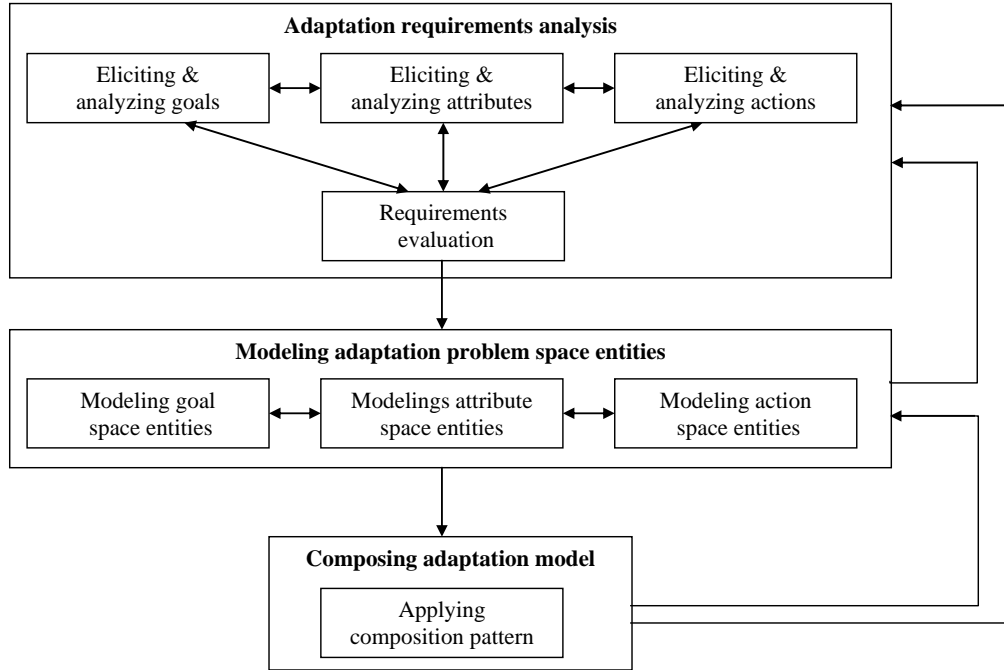 Adaptation requirements analysis
Eliciting &
analyzing goals
Eliciting &
analyzing attributes
Eliciting &
analyzing actions
Requirements
evaluation
Modeling adaptation problem space entities
Modeling goal
space entities
Modelings attribute
space entities
Modeling action
space entities
Composing adaptation model
Applying
composition pattern